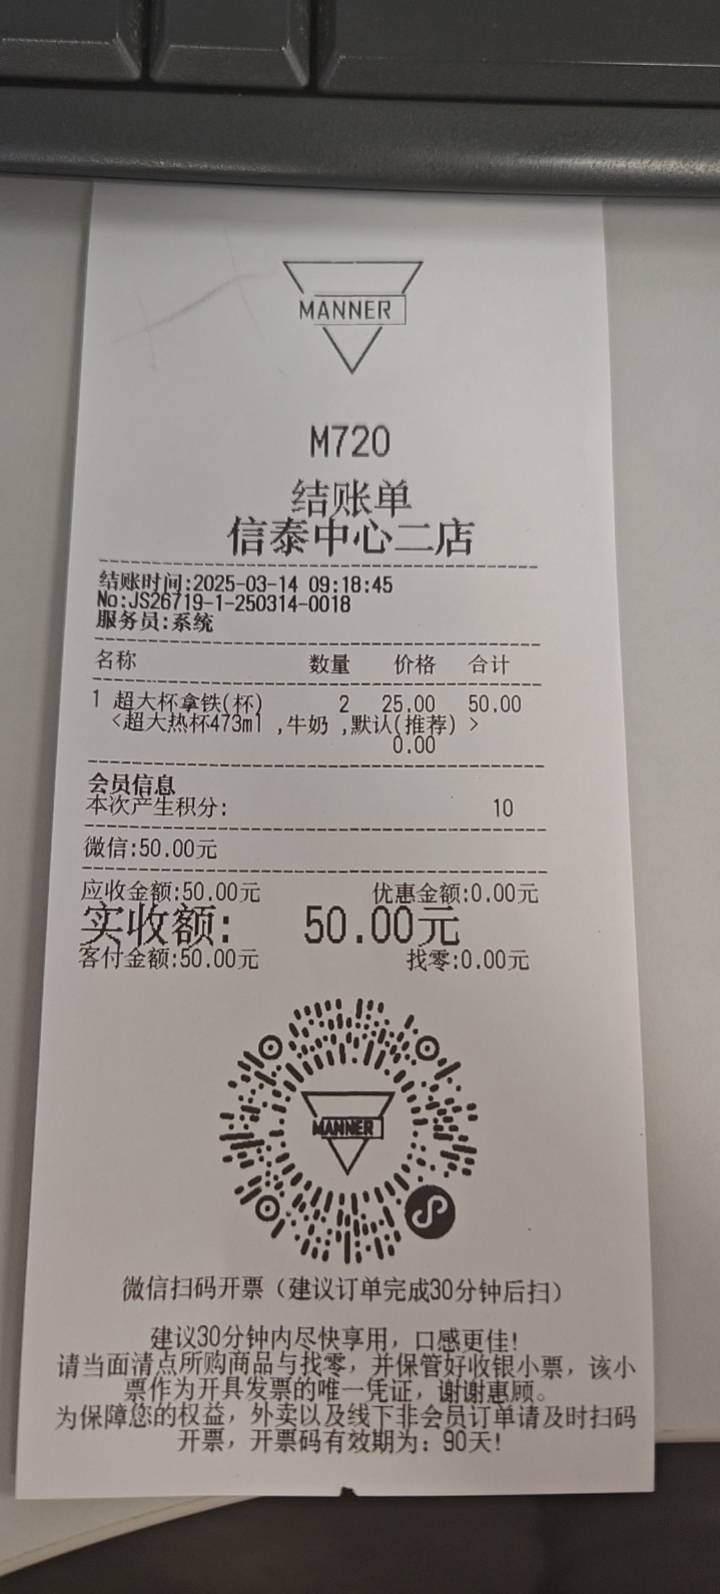 MANNER
M720
结账单
信泰中心二店
结账时间:2025-03-14 09:18:45
No:JS26719-1-250314-0018
服务员:系统
名称 数量 价格 合计
1 超大杯拿铁(杯) 2 25.00 50.00
<超大热杯473ml ,牛奶 ,默认(推荐) >
0.00
会员信息
本次产生积分: 10
微信:50.00元
应收金额:50.00元 优惠金额:0.00元
实收额: 50.00元
客付金额:50.00元 找零:0.00元
MANNER
微信扫码开票（建议订单完成30分钟后扫）
建议30分钟内尽快享用，口感更佳!
请当面清点所购商品与找零，并保管好收银小票，该小
票作为开具发票的唯一凭证，谢谢惠顾。
为保障您的权益，外卖以及线下非会员订单请及时扫码
开票，开票码有效期为：90天!